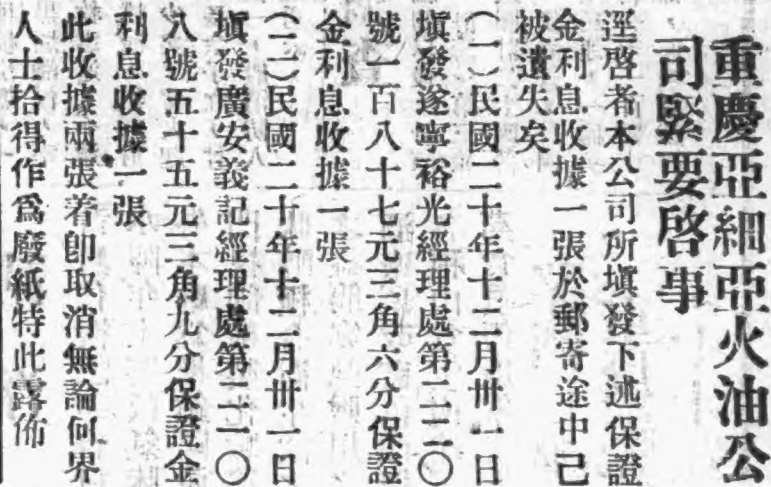 重慶亞細亞火油公
司緊要啓事
逕啓者本公司所塡發下述保證
金利息收據一張於郵寄途中己
被遺失矣
(一)民國二十年十二月卅一日
塡發遂寧裕光經理處第二二〇
號一百八十七元三角六分保證
金利息收據一張
(二)民國二十年十二月卅一日
塡發廣安義記經理處第二一〇
八號五十五元三角九分保證金
利息收據一張
此收據兩張着卽取消無論何界
人士拾得作爲廢紙特此露佈